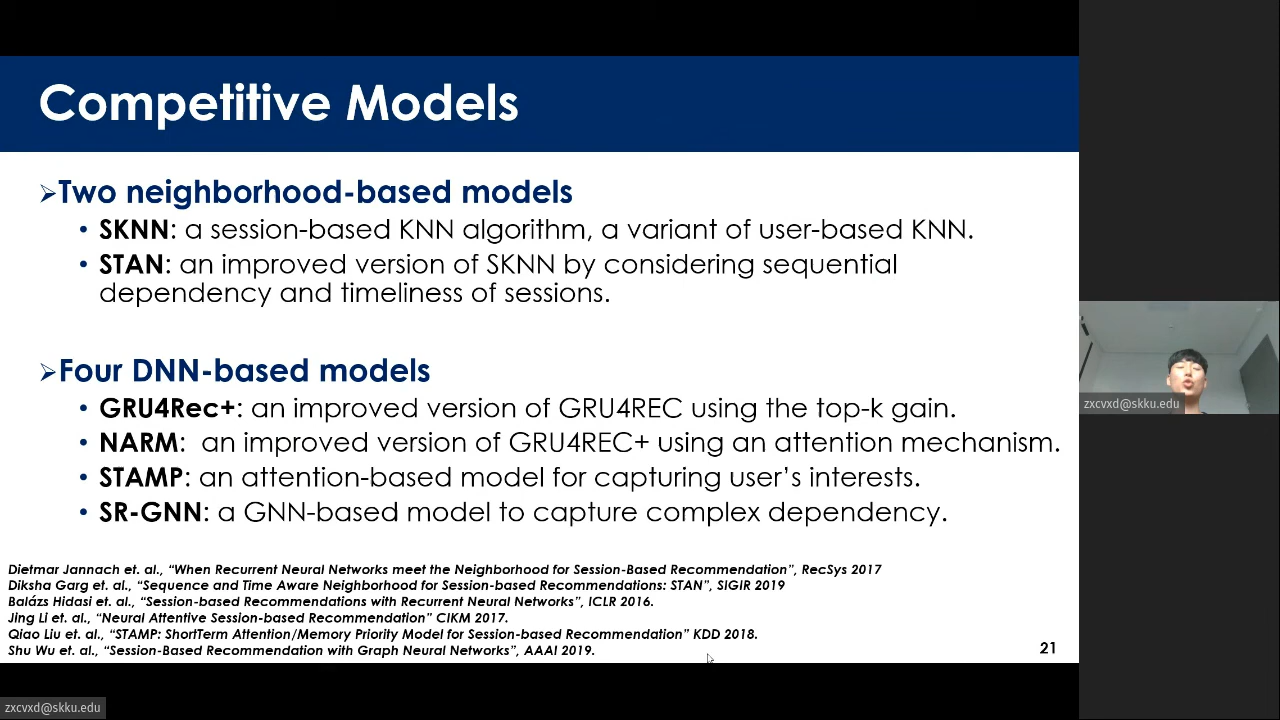 Competitive Models
➢Two neighborhood-based models
• SKNN: a session-based KNN algorithm, a variant of user-based KNN.
• STAN: an improved version of SKNN by considering sequential
dependency and timeliness of sessions.
➢Four DNN-based models
• GRU4Rec+: an improved version of GRU4REC using the top-k gain.
• NARM: an improved version of GRU4REC+ using an attention mechanism.
• STAMP: an attention-based model for capturing user’s interests.
• SR-GNN: a GNN-based model to capture complex dependency.
Dietmar Jannach et. al., “When Recurrent Neural Networks meet the Neighborhood for Session-Based Recommendation”, RecSys 2017
Diksha Garg et. al., “Sequence and Time Aware Neighborhood for Session-based Recommendations: STAN”, SIGIR 2019
Balázs Hidasi et. al., “Session-based Recommendations with Recurrent Neural Networks”, ICLR 2016.
Jing Li et. al., “Neural Attentive Session-based Recommendation” CIKM 2017.
Qiao Liu et. al., “STAMP: ShortTerm Attention/Memory Priority Model for Session-based Recommendation” KDD 2018.
Shu Wu et. al., “Session-Based Recommendation with Graph Neural Networks”, AAAI 2019.
21
zxcvxd@skku.edu
zxcvxd@skku.edu